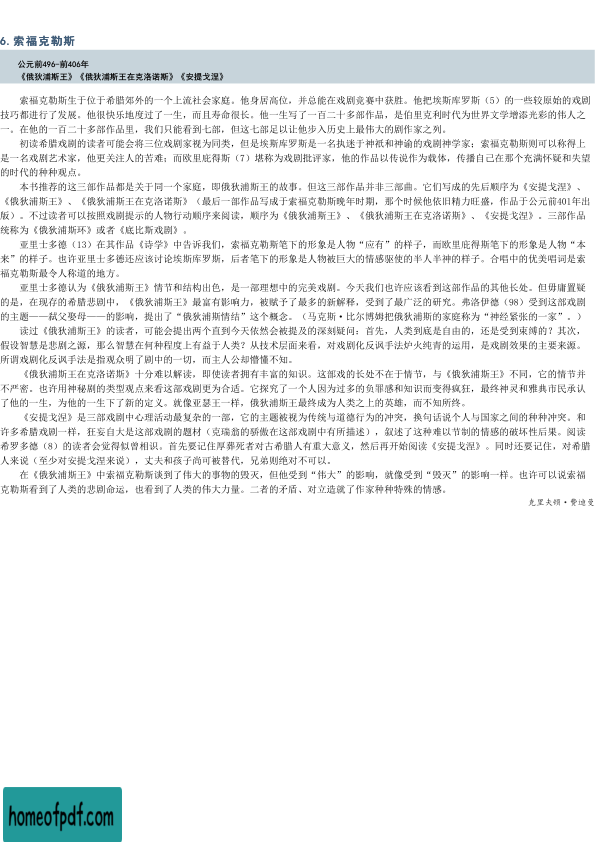 6. 索福克勒斯
公元前496-前406年
《俄狄浦斯王》《俄狄浦斯王在克洛诺斯》《安提戈涅》
索福克勒斯生于位于希腊郊外的一个上流社会家庭。他身居高位，并总能在戏剧竞赛中获胜。他把埃斯库罗斯（5）的一些较原始的戏剧
技巧都进行了发展。他很快乐地度过了一生，而且寿命很长。他一生写了一百二十多部作品，是伯里克利时代为世界文学增添光彩的伟人之
一。在他的一百二十多部作品里，我们只能看到七部，但这七部足以让他步入历史上最伟大的剧作家之列。
初读希腊戏剧的读者可能会将三位戏剧家视为同类，但是埃斯库罗斯是一名执迷于神祇和神谕的戏剧神学家；索福克勒斯则可以称得上
是一名戏剧艺术家，他更关注人的苦难；而欧里庇得斯（7）堪称为戏剧批评家，他的作品以传说作为载体，传播自己在那个充满怀疑和失望
的时代的种种观点。
本书推荐的这三部作品都是关于同一个家庭，即俄狄浦斯王的故事。但这三部作品并非三部曲。它们写成的先后顺序为《安提戈涅》、
《俄狄浦斯王》、《俄狄浦斯王在克洛诺斯》（最后一部作品写成于索福克勒斯晚年时期，那个时候他依旧精力旺盛，作品于公元前401年出
版）。不过读者可以按照戏剧提示的人物行动顺序来阅读，顺序为《俄狄浦斯王》、《俄狄浦斯王在克洛诺斯》、《安提戈涅》。三部作品
统称为《俄狄浦斯环》或者《底比斯戏剧》。
亚里士多德（13）在其作品《诗学》中告诉我们，索福克勒斯笔下的形象是人物“应有”的样子，而欧里庇得斯笔下的形象是人物“本
来”的样子。也许亚里士多德还应该讨论埃斯库罗斯，后者笔下的形象是人物被巨大的情感驱使的半人半神的样子。合唱中的优美唱词是索
福克勒斯最令人称道的地方。
亚里士多德认为《俄狄浦斯王》情节和结构出色，是一部理想中的完美戏剧。今天我们也许应该看到这部作品的其他长处。但毋庸置疑
的是，在现存的希腊悲剧中，《俄狄浦斯王》最富有影响力，被赋予了最多的新解释，受到了最广泛的研究。弗洛伊德（98）受到这部戏剧
的主题——弑父娶母——的影响，提出了“俄狄浦斯情结”这个概念。（马克斯·比尔博姆把俄狄浦斯的家庭称为“神经紧张的一家”。）
读过《俄狄浦斯王》的读者，可能会提出两个直到今天依然会被提及的深刻疑问：首先，人类到底是自由的，还是受束缚的？其次，
假设智慧是悲剧之源，那么智慧在何种程度上有益于人类？从技术层面来看，对戏剧化反讽手法炉火纯青的运用，是戏剧效果的主要来源。
所谓戏剧化反讽手法是指观众明了剧中的一切，而主人公却懵懂不知。
《俄狄浦斯王在克洛诺斯》十分难以解读，即使读者拥有丰富的知识。这部戏的长处不在于情节，与《俄狄浦斯王》不同，它的情节并
不严密。也许用神秘剧的类型观点来看这部戏剧更为合适。它探究了一个人因为过多的负罪感和知识而变得疯狂，最终神灵和雅典市民承认
了他的一生，为他的一生下了新的定义。就像亚瑟王一样，俄狄浦斯王最终成为人类之上的英雄，而不知所终。
《安提戈涅》是三部戏剧中心理活动最复杂的一部，它的主题被视为传统与道德行为的冲突，换句话说个人与国家之间的种种冲突。和
许多希腊戏剧一样，狂妄自大是这部戏剧的题材（克瑞翁的骄傲在这部戏剧中有所描述），叙述了这种难以节制的情感的破坏性后果。阅读
希罗多德（8）的读者会觉得似曾相识。首先要记住厚葬死者对古希腊人有重大意义，然后再开始阅读《安提戈涅》。同时还要记住，对希腊
人来说（至少对安提戈涅来说），丈夫和孩子尚可被替代，兄弟则绝对不可以。
在《俄狄浦斯王》中索福克勒斯谈到了伟大的事物的毁灭，但他受到“伟大”的影响，就像受到“毁灭”的影响一样。也许可以说索福
克勒斯看到了人类的悲剧命运，也看到了人类的伟大力量。二者的矛盾、对立造就了作家种种特殊的情感。
克里夫顿·费迪曼
homeofpdf.com